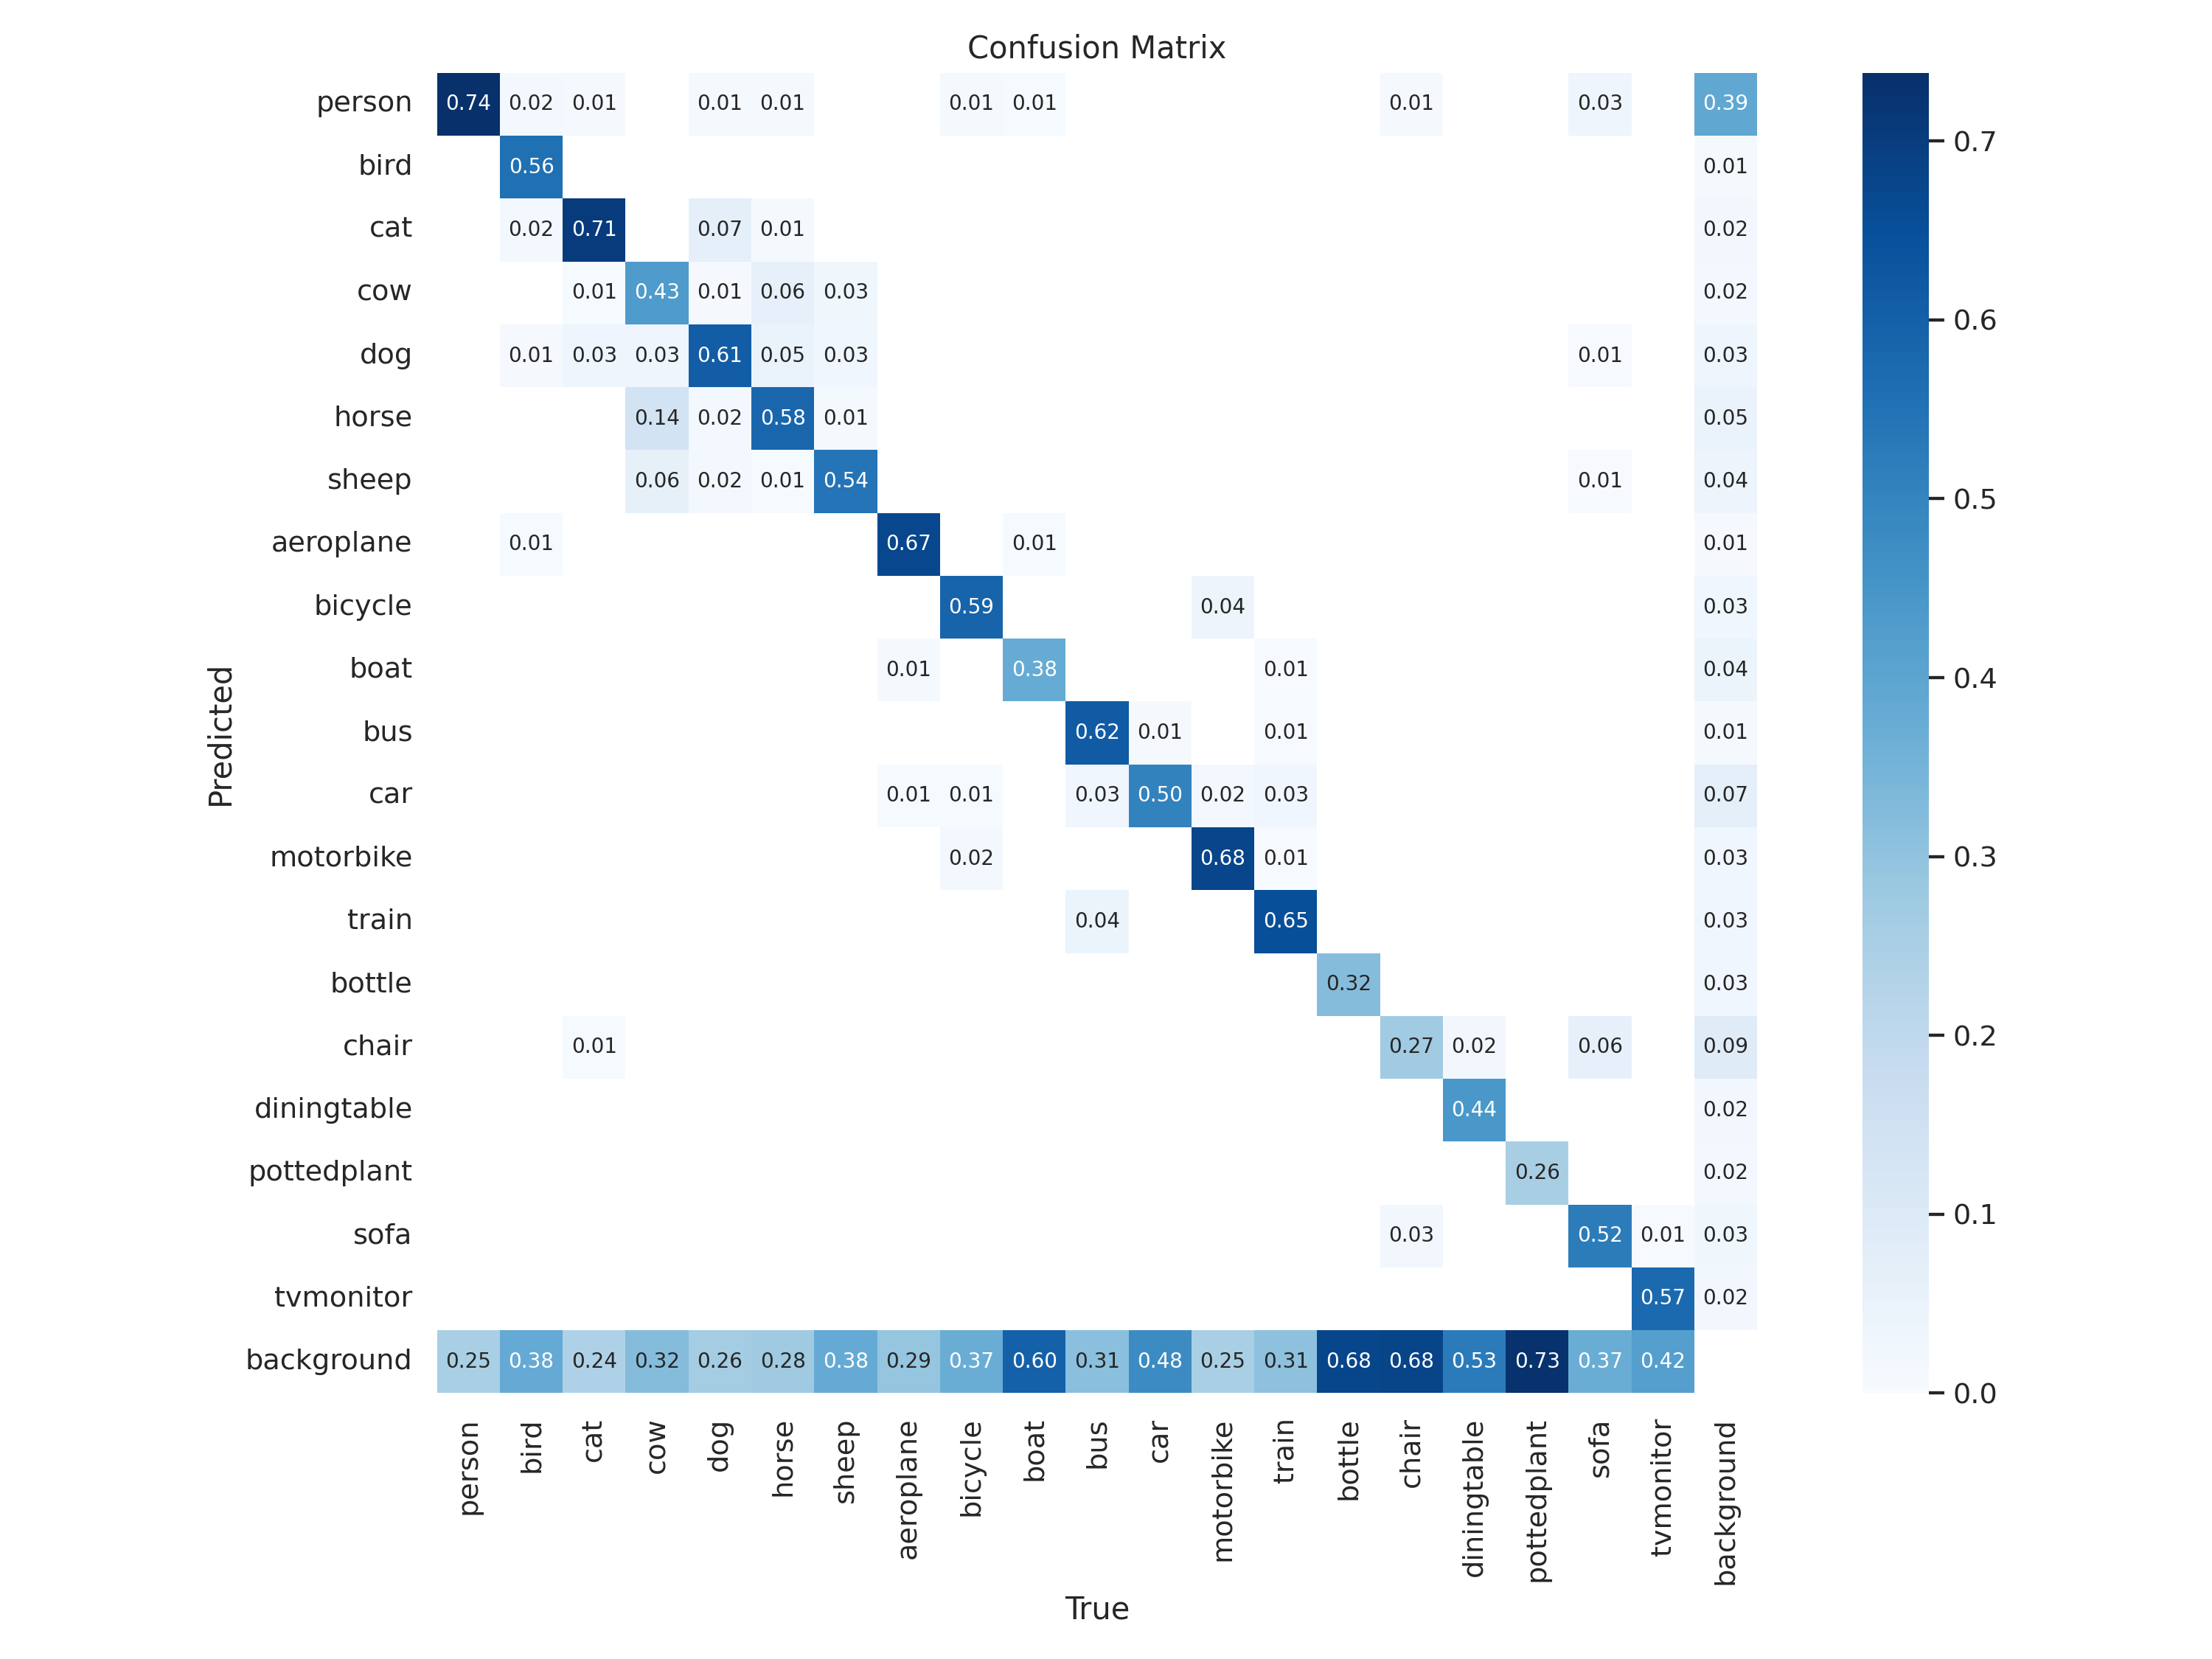 Confusion Matrix
person 0.74 0.02 0.01 0.01 0.01 0.01 0.01 0.01 0.03 0.39
bird 0.56 0.01
cat 0.02 0.71 0.07 0.01 0.02
cow 0.01 0.43 0.01 0.06 0.03 0.02
dog 0.01 0.03 0.03 0.61 0.05 0.03 0.01 0.03
horse 0.14 0.02 0.58 0.01 0.05
sheep 0.06 0.02 0.01 0.54 0.01 0.04
aeroplane 0.01 0.67 0.01 0.01
bicycle 0.59 0.04 0.03
boat 0.01 0.38 0.01 0.04
bus 0.62 0.01 0.01 0.01
car 0.01 0.01 0.03 0.50 0.02 0.03 0.07
motorbike 0.02 0.68 0.01 0.03
train 0.04 0.65 0.03
bottle 0.32 0.03
chair 0.01 0.27 0.02 0.06 0.09
diningtable 0.44 0.02
pottedplant 0.26 0.02
sofa 0.03 0.52 0.01 0.03
tvmonitor 0.57 0.02
background 0.25 0.38 0.24 0.32 0.26 0.28 0.38 0.29 0.37 0.60 0.31 0.48 0.25 0.31 0.68 0.68 0.53 0.73 0.37 0.42
Predicted
person bird cat cow dog horse sheep aeroplane bicycle boat bus car motorbike train bottle chair diningtable pottedplant sofa tvmonitor background
True
0.7
0.6
0.5
0.4
0.3
0.2
0.1
0.0